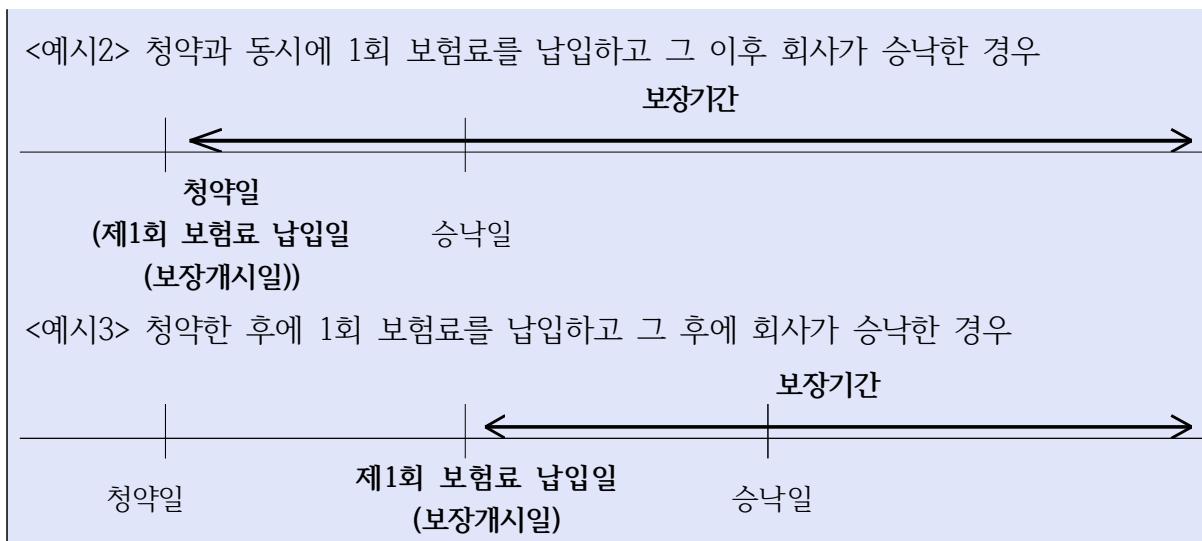 <예시2> 청약과 동시에 1회 보험료를 납입하고 그 이후 회사가 승낙한 경우
보장기간
청약일
(제1회 보험료 납입일 승낙일
(보장개시일))
<예시3> 청약한 후에 1회 보험료를 납입하고 그 후에 회사가 승낙한 경우
보장기간
청약일 제1회 보험료 납입일 승낙일
(보장개시일)